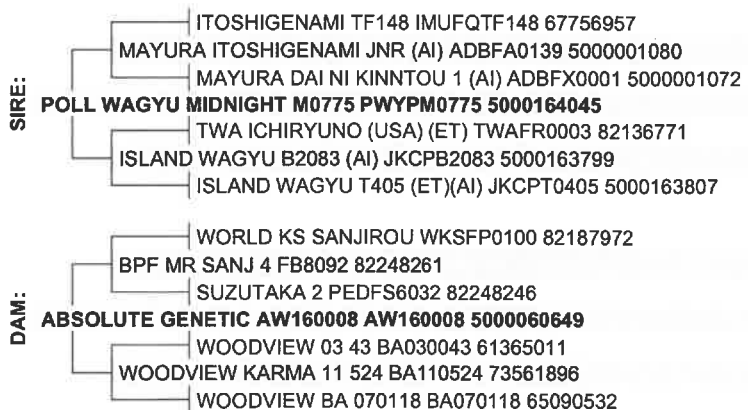 SIRE:
ITOSHIGENAMI TF148 IMUFQTF148 67756957
MAYURA ITOSHIGENAMI JNR (AI) ADBFA0139 5000001080
MAYURA DAI NI KINNTOU 1 (AI) ADBFX0001 5000001072
POLL WAGYU MIDNIGHT M0775 PWYPM0775 5000164045
TWA ICHIRYUNO (USA) (ET) TWAFR0003 82136771
ISLAND WAGYU B2083 (AI) JKCPB2083 5000163799
ISLAND WAGYU T405 (ET)(AI) JKCPT0405 5000163807
DAM:
WORLD KS SANJIROU WKSFP0100 82187972
BPF MR SANJ 4 FB8092 82248261
SUZUTAKA 2 PEDFS6032 82248246
ABSOLUTE GENETIC AW160008 AW160008 5000060649
WOODVIEW 03 43 BA030043 61365011
WOODVIEW KARMA 11 524 BA110524 73561896
WOODVIEW BA 070118 BA070118 65090532